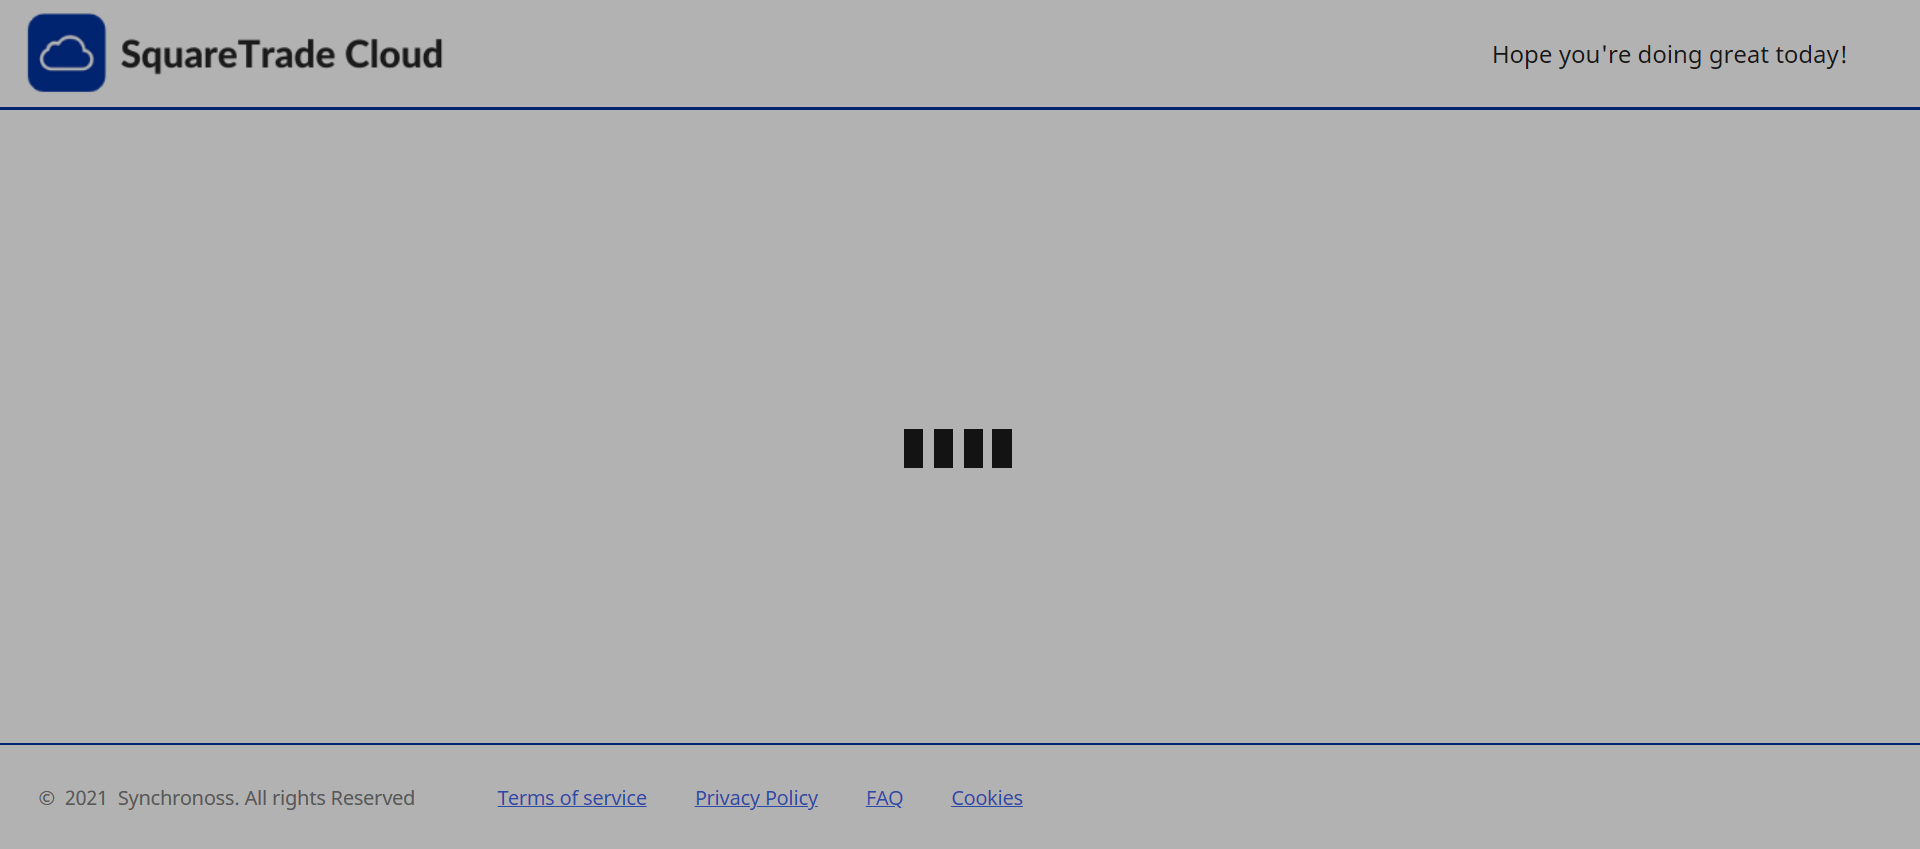 SquareTrade Cloud
Hope you're doing great today!
© 2021 Synchronoss. All rights Reserved
Terms of service
Privacy Policy
FAQ
Cookies